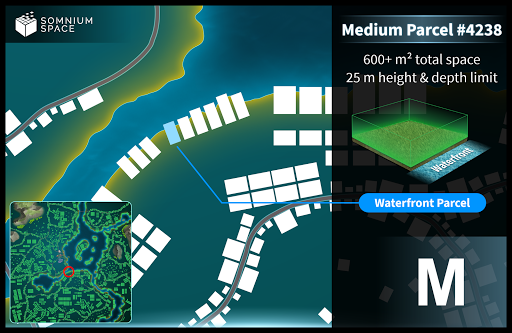 SOMNIUM
SPACE
Medium Parcel #4238
600+ m² total space
25 m height & depth limit
Waterfront
Waterfront Parcel
M